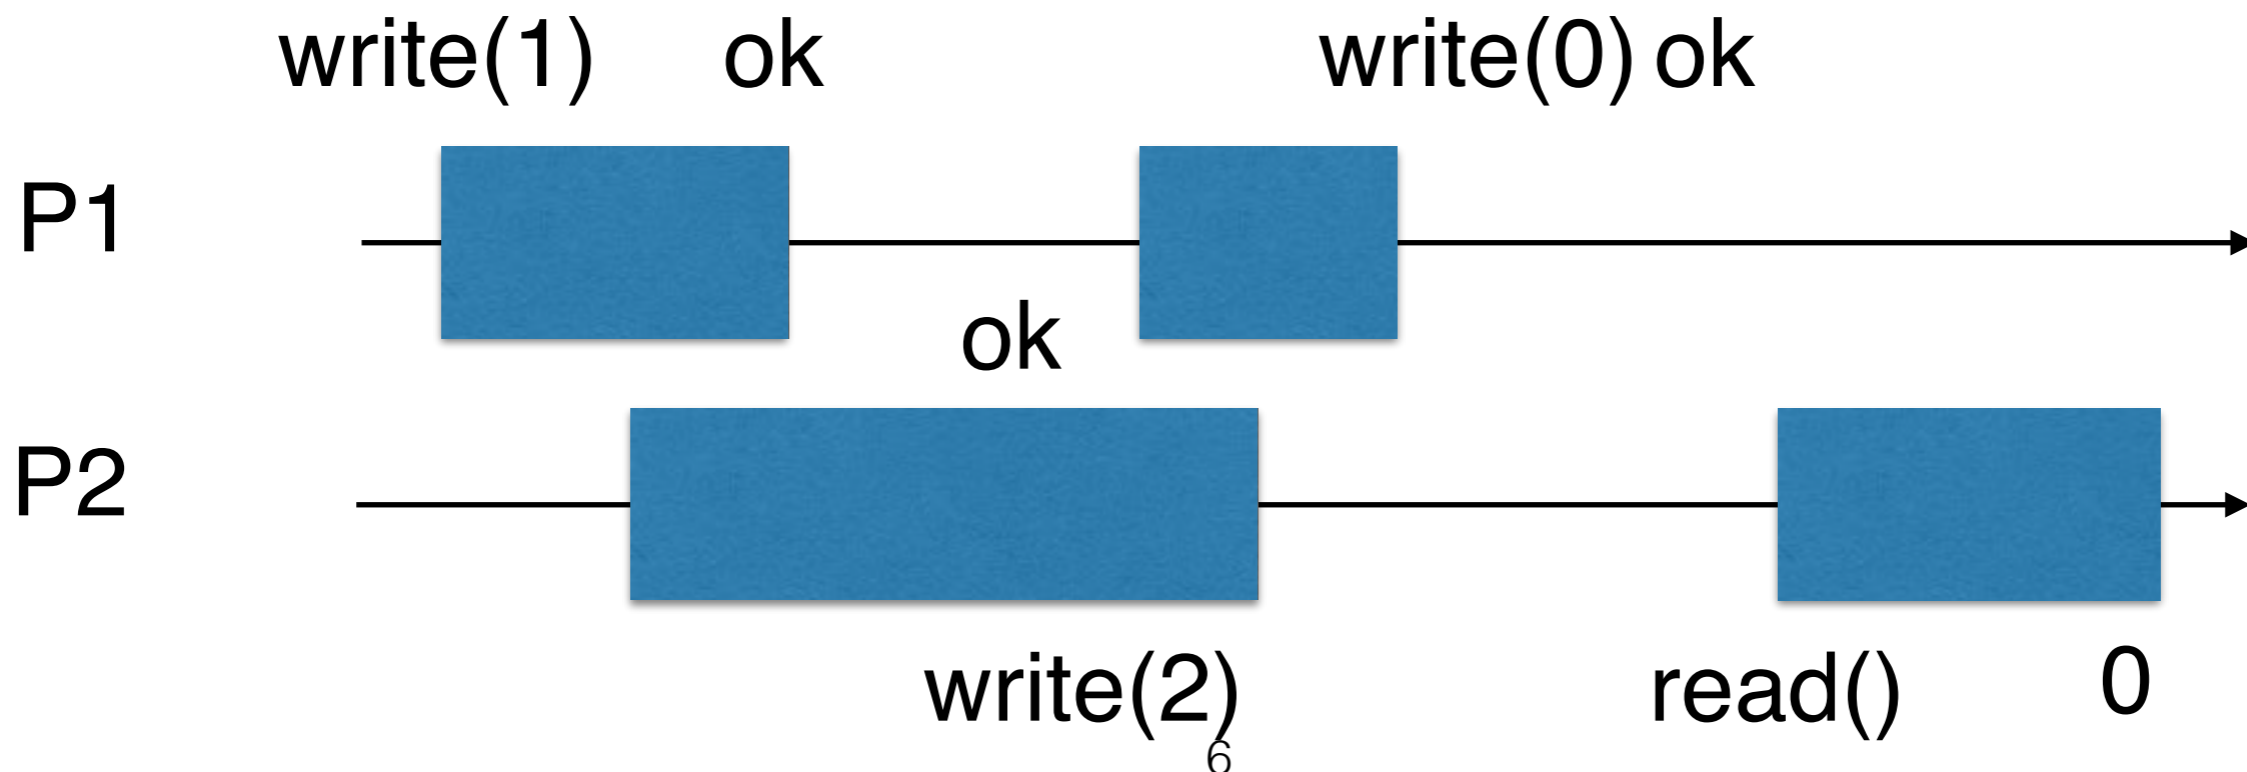 write(1) ok write(0) ok
P1
ok
P2
write(2) read() 0
6